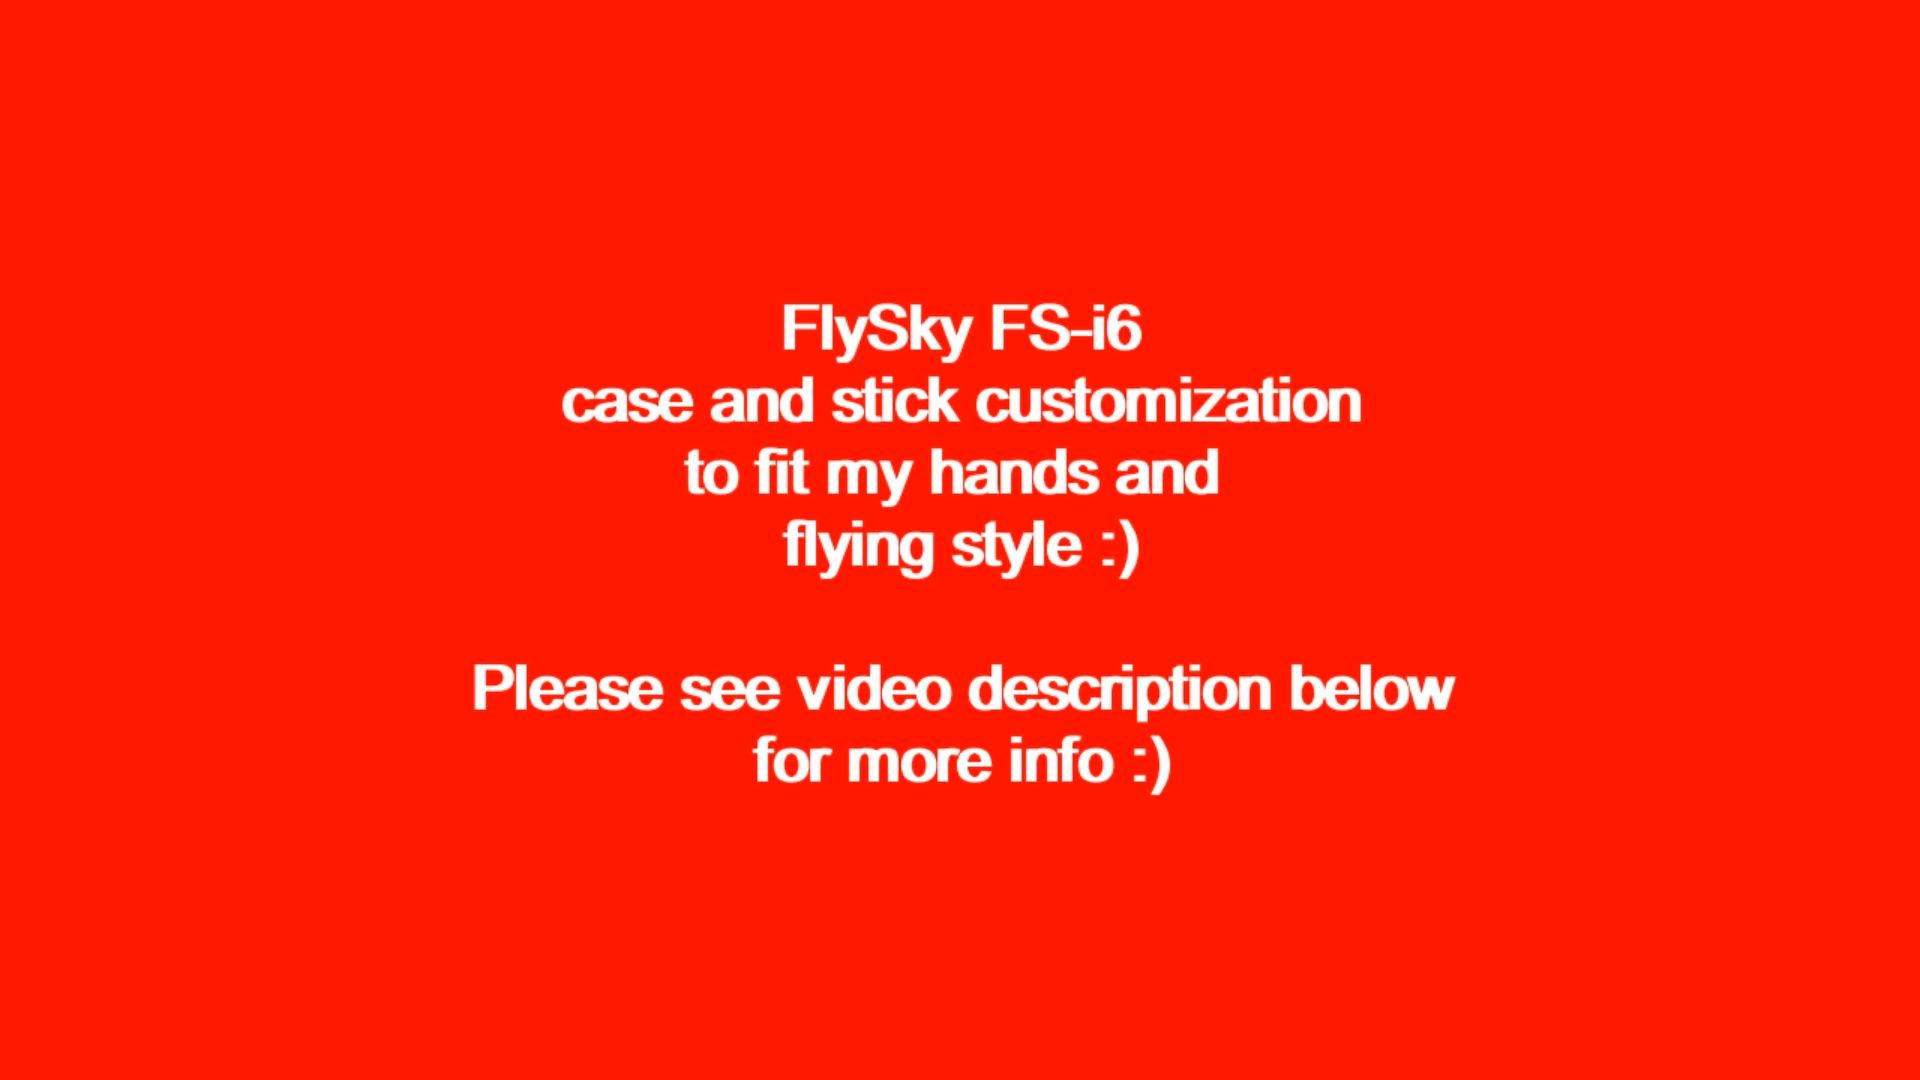 FlySky FS-i6
case and stick customization
to fit my hands and
flying style :)
Please see video description below
for more info :)